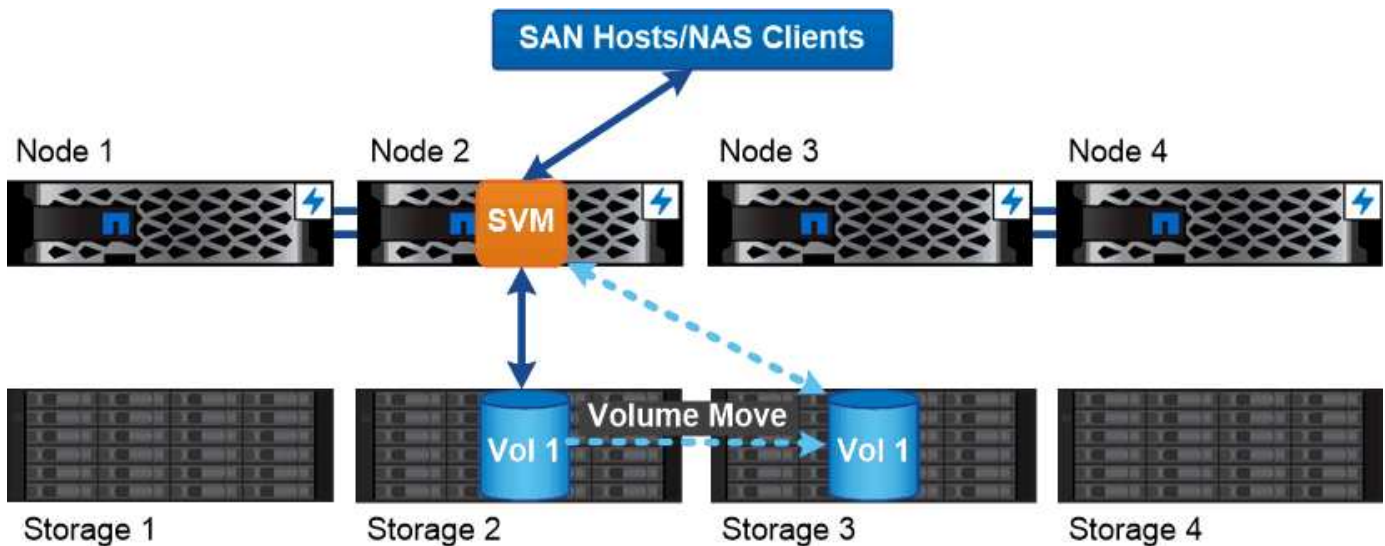 SAN Hosts/NAS Clients
Node 1
Node 2
Node 3
Node 4
SVM
Volume Move
Vol 1
Vol 1
Storage 1
Storage 2
Storage 3
Storage 4